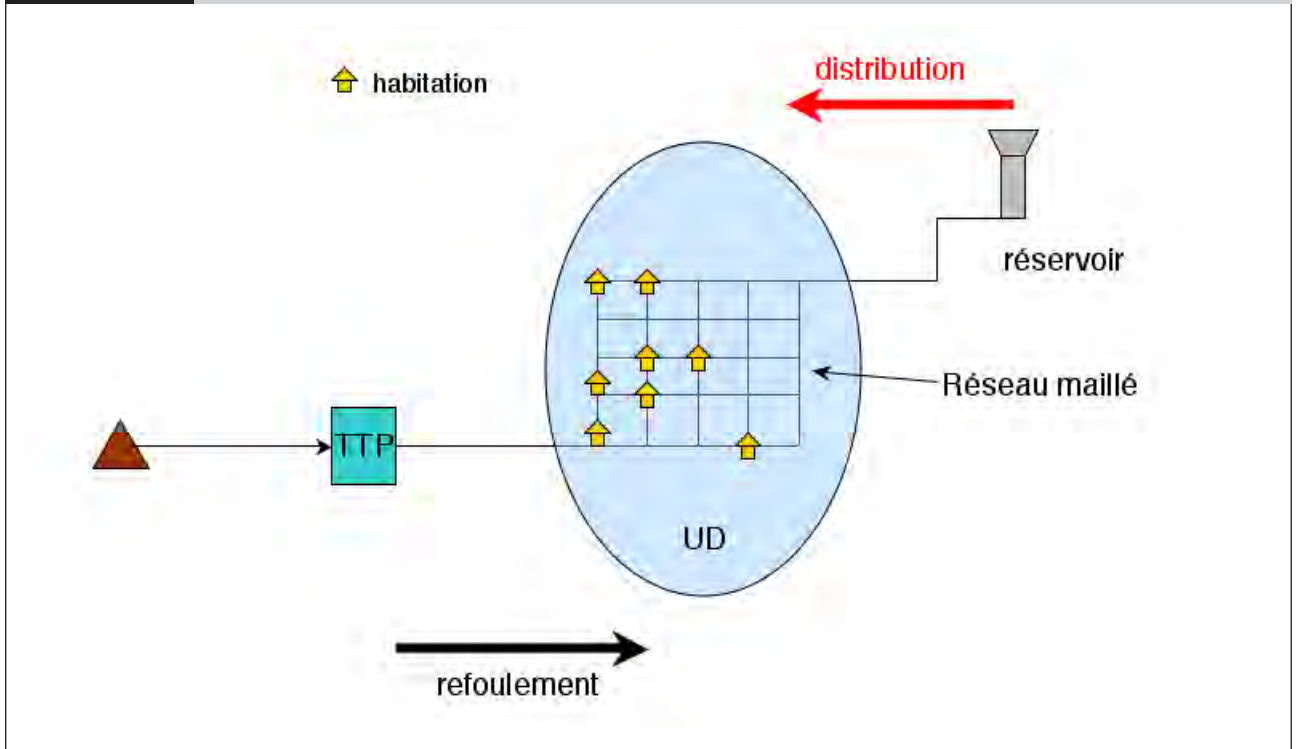 distribution
habitation
réservoir
Réseau maillé
TTP
UD
refoulement